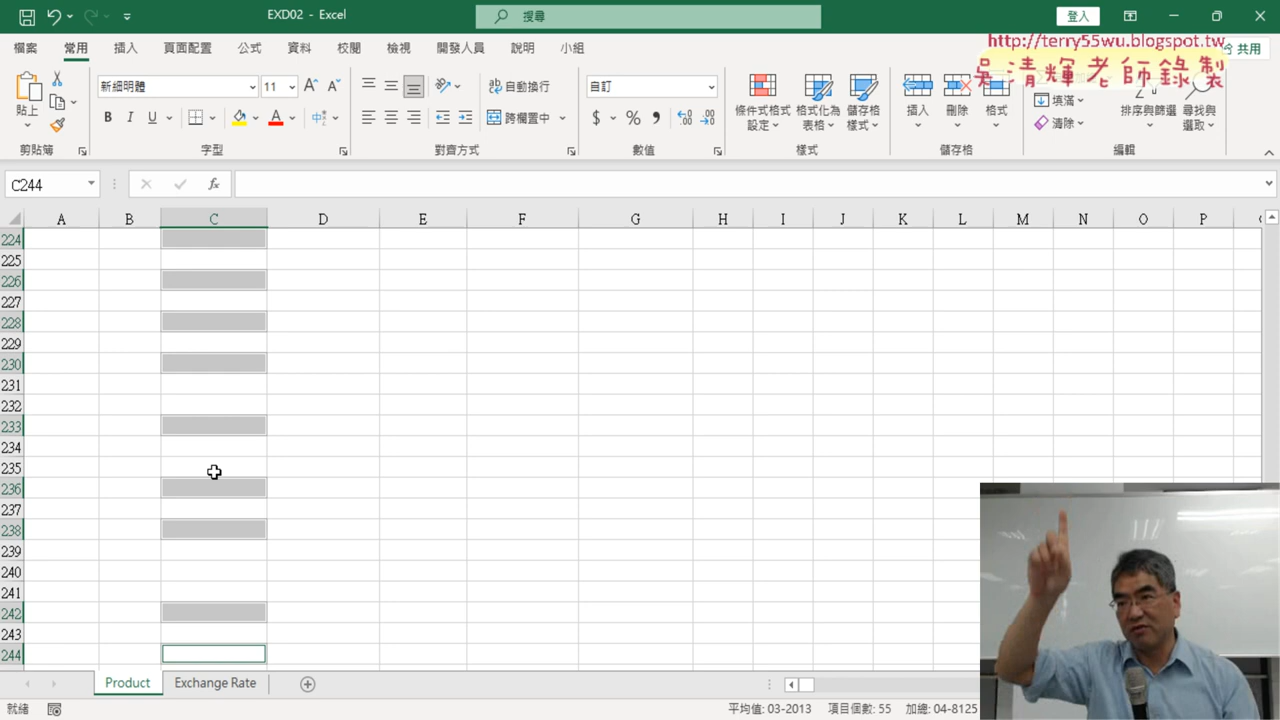 EXD02 - Excel
搜尋
登入
檔案 常用 插入 頁面配置 公式 資料 校閱 檢視 開發人員 說明 小組
共用
http://terry55wu.blogspot.tw
吳清輝老師錄製
貼上
新細明體 11
B I U
自動換行
跨欄置中
自訂
$ % ,
條件式格式設定
格式化為表格
儲存格樣式
插入 刪除 格式
填滿
清除
排序與篩選
尋找與選取
剪貼簿 字型 對齊方式 數值 樣式 儲存格 編輯
C244
fx
A B C D E F G H I J K L M N O P
224
225
226
227
228
229
230
231
232
233
234
235
236
237
238
239
240
241
242
243
244
Product Exchange Rate
就緒
平均值: 03-2013 項目個數: 55 加總: 04-8125